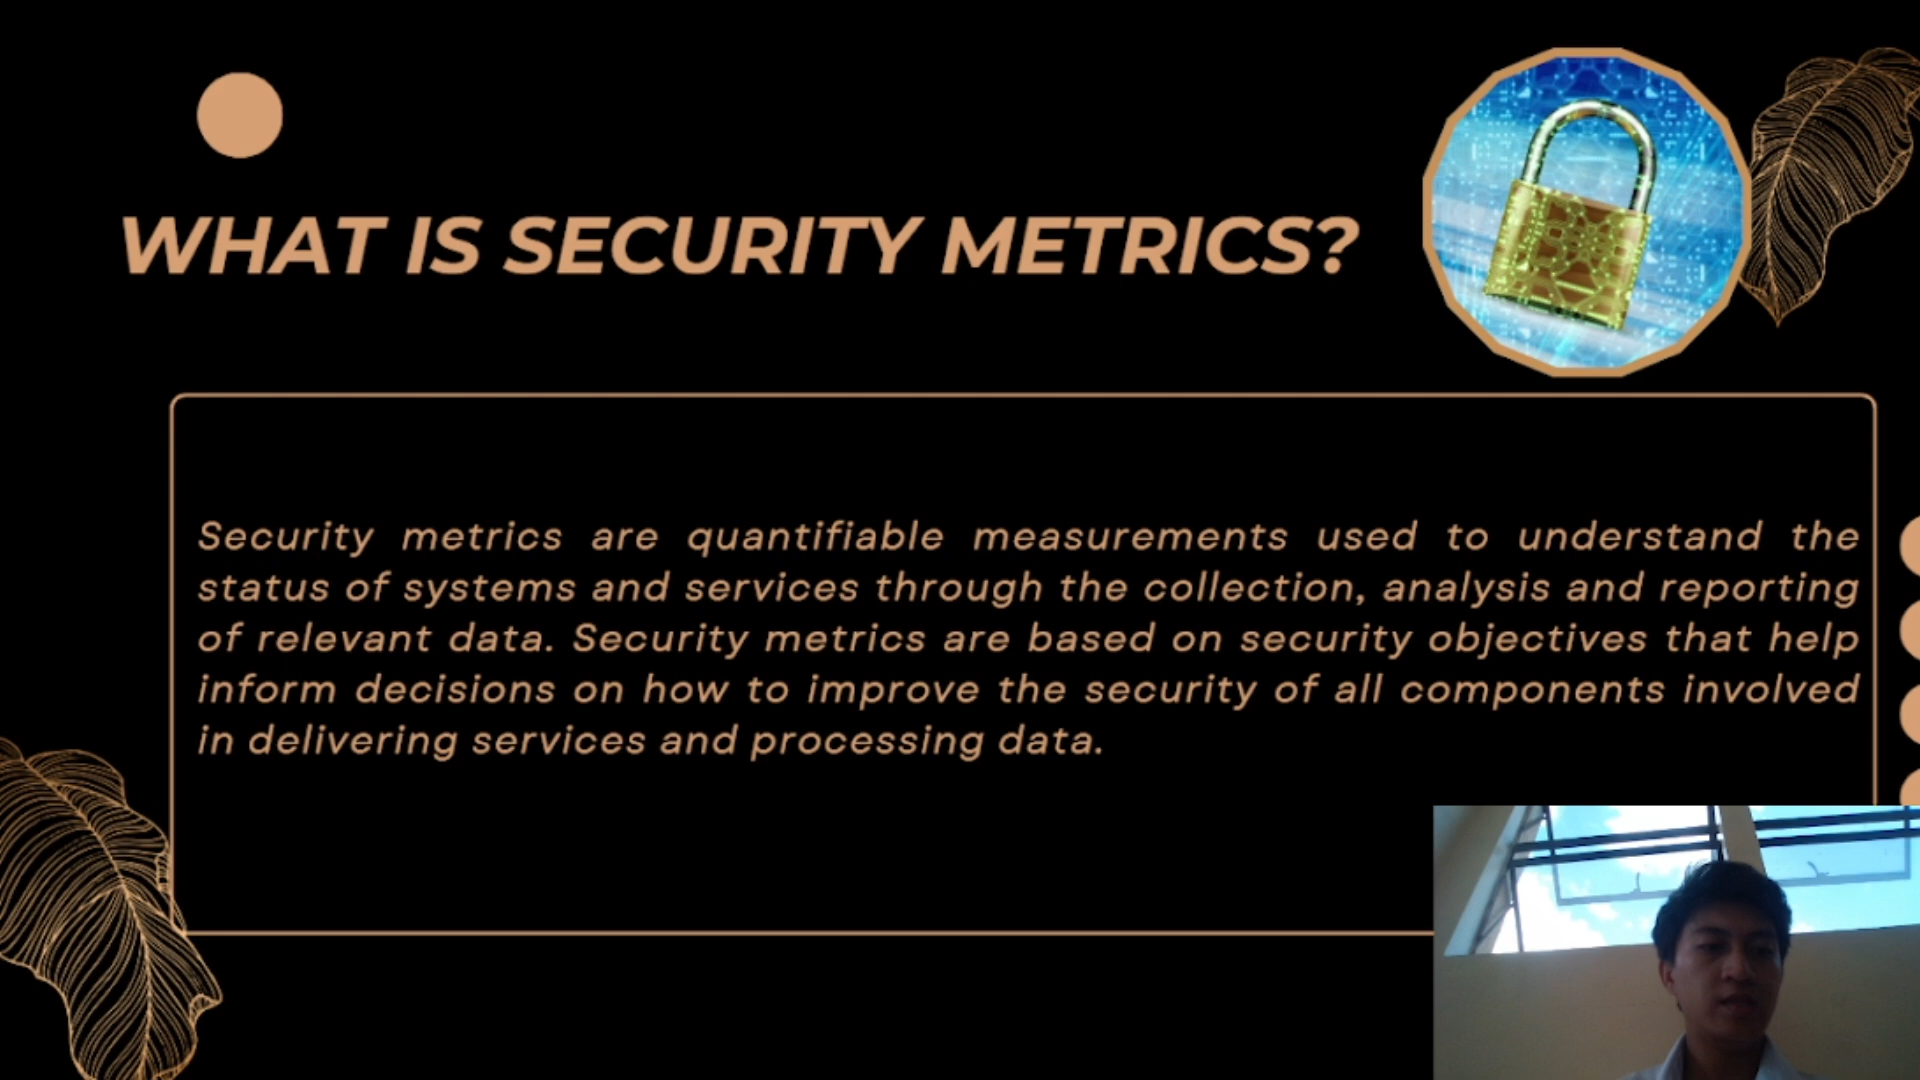 WHAT IS SECURITY METRICS?
Security metrics are quantifiable measurements used to understand the
status of systems and services through the collection, analysis and reporting
of relevant data. Security metrics are based on security objectives that help
inform decisions on how to improve the security of all components involved
in delivering services and processing data.